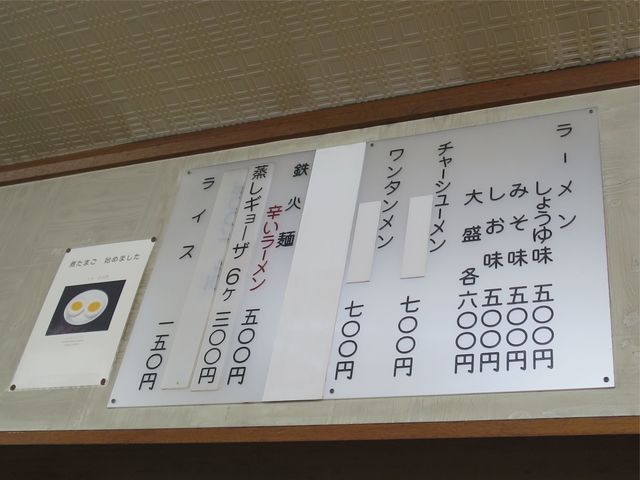 ラーメン
しょうゆ味 五〇〇円
みそ味 五〇〇円
しお味 五〇〇円
大盛 各六〇〇円
チャーシューメン 七〇〇円
ワンタンメン 七〇〇円
鉄火麺
辛いラーメン 五〇〇円
蒸しギョーザ 6ヶ 三〇〇円
ライス 一五〇円
煮たまご 始めました